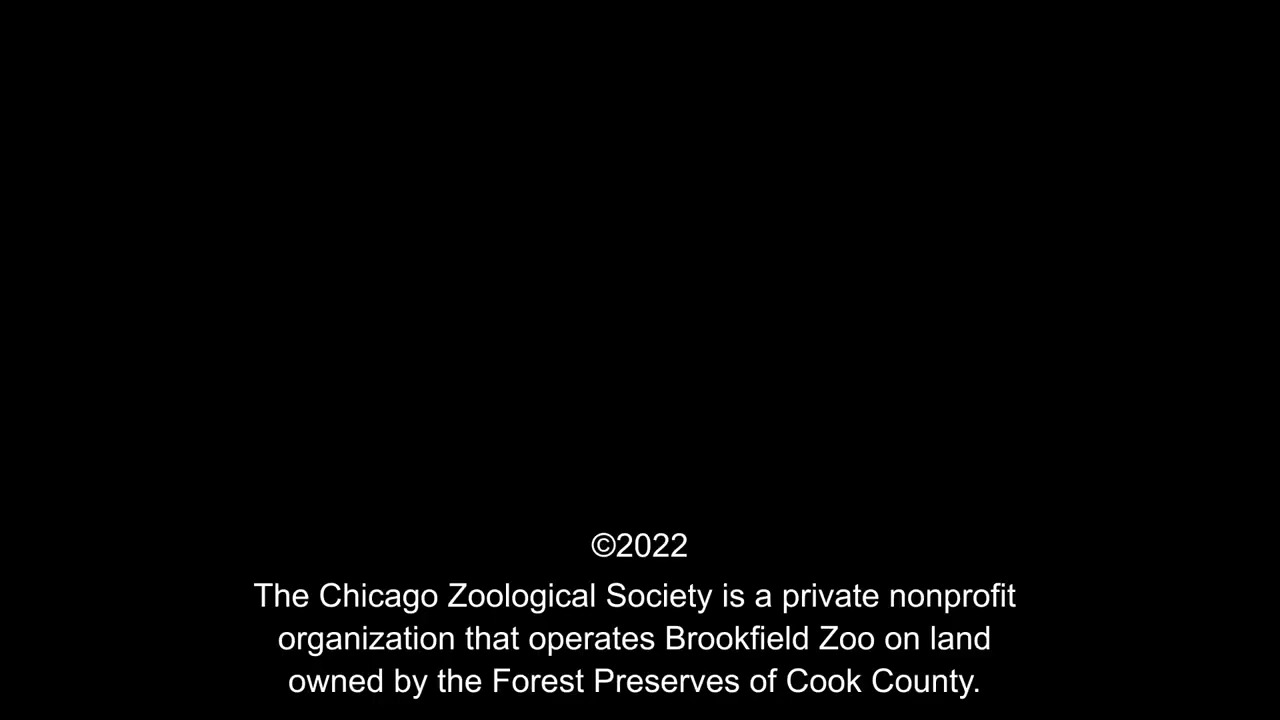 ©2022
The Chicago Zoological Society is a private nonprofit
organization that operates Brookfield Zoo on land
owned by the Forest Preserves of Cook County.